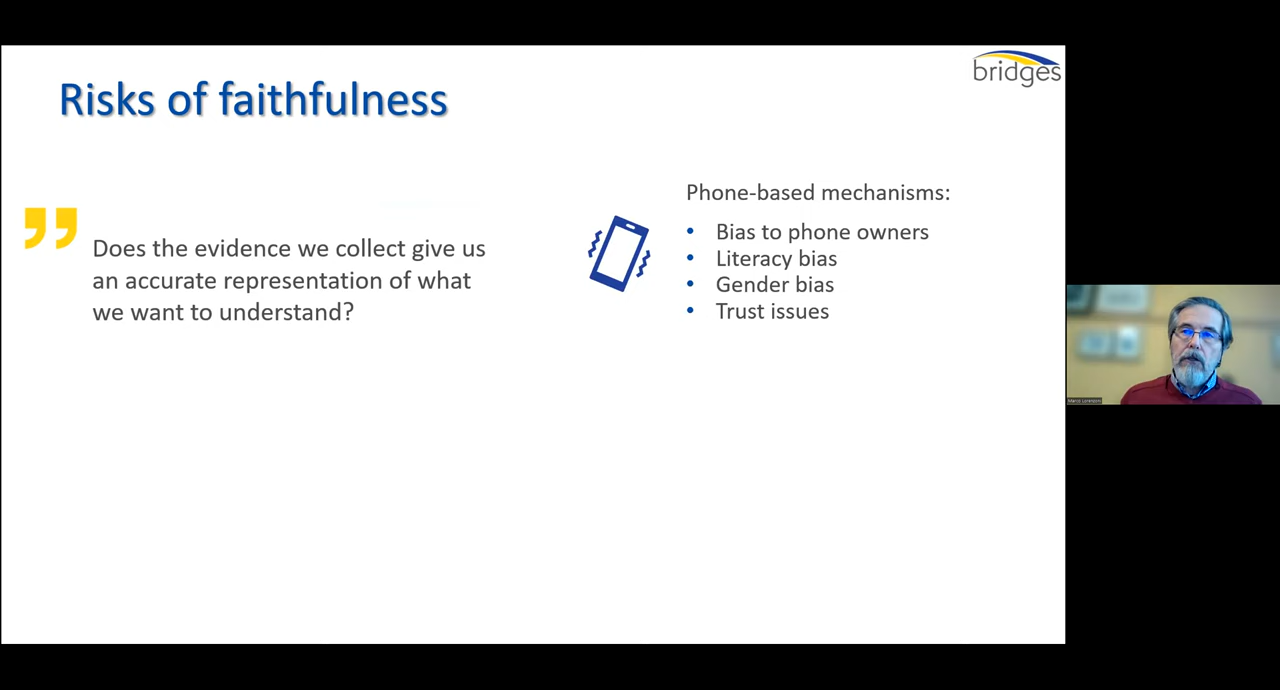 bridges
Risks of faithfulness
Does the evidence we collect give us
an accurate representation of what
we want to understand?
Phone-based mechanisms:
• Bias to phone owners
• Literacy bias
• Gender bias
• Trust issues